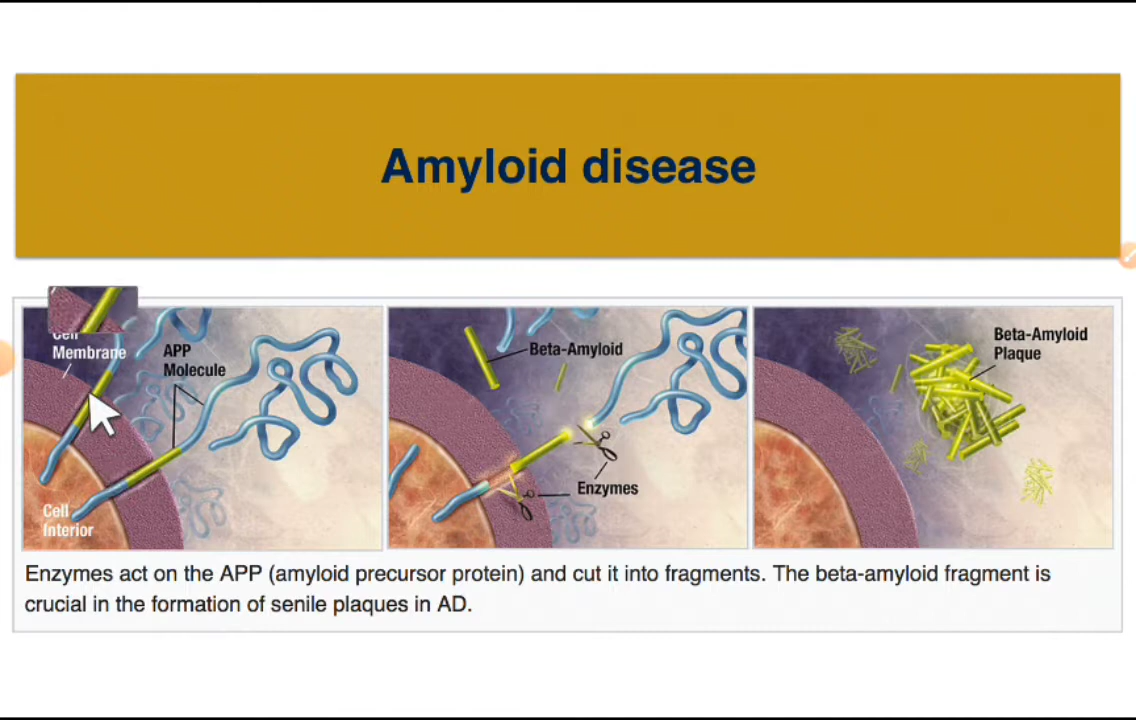 Amyloid disease
Cell
Membrane
APP
Molecule
Cell
Interior
Beta-Amyloid
Enzymes
Beta-Amyloid
Plaque
Enzymes act on the APP (amyloid precursor protein) and cut it into fragments. The beta-amyloid fragment is
crucial in the formation of senile plaques in AD.